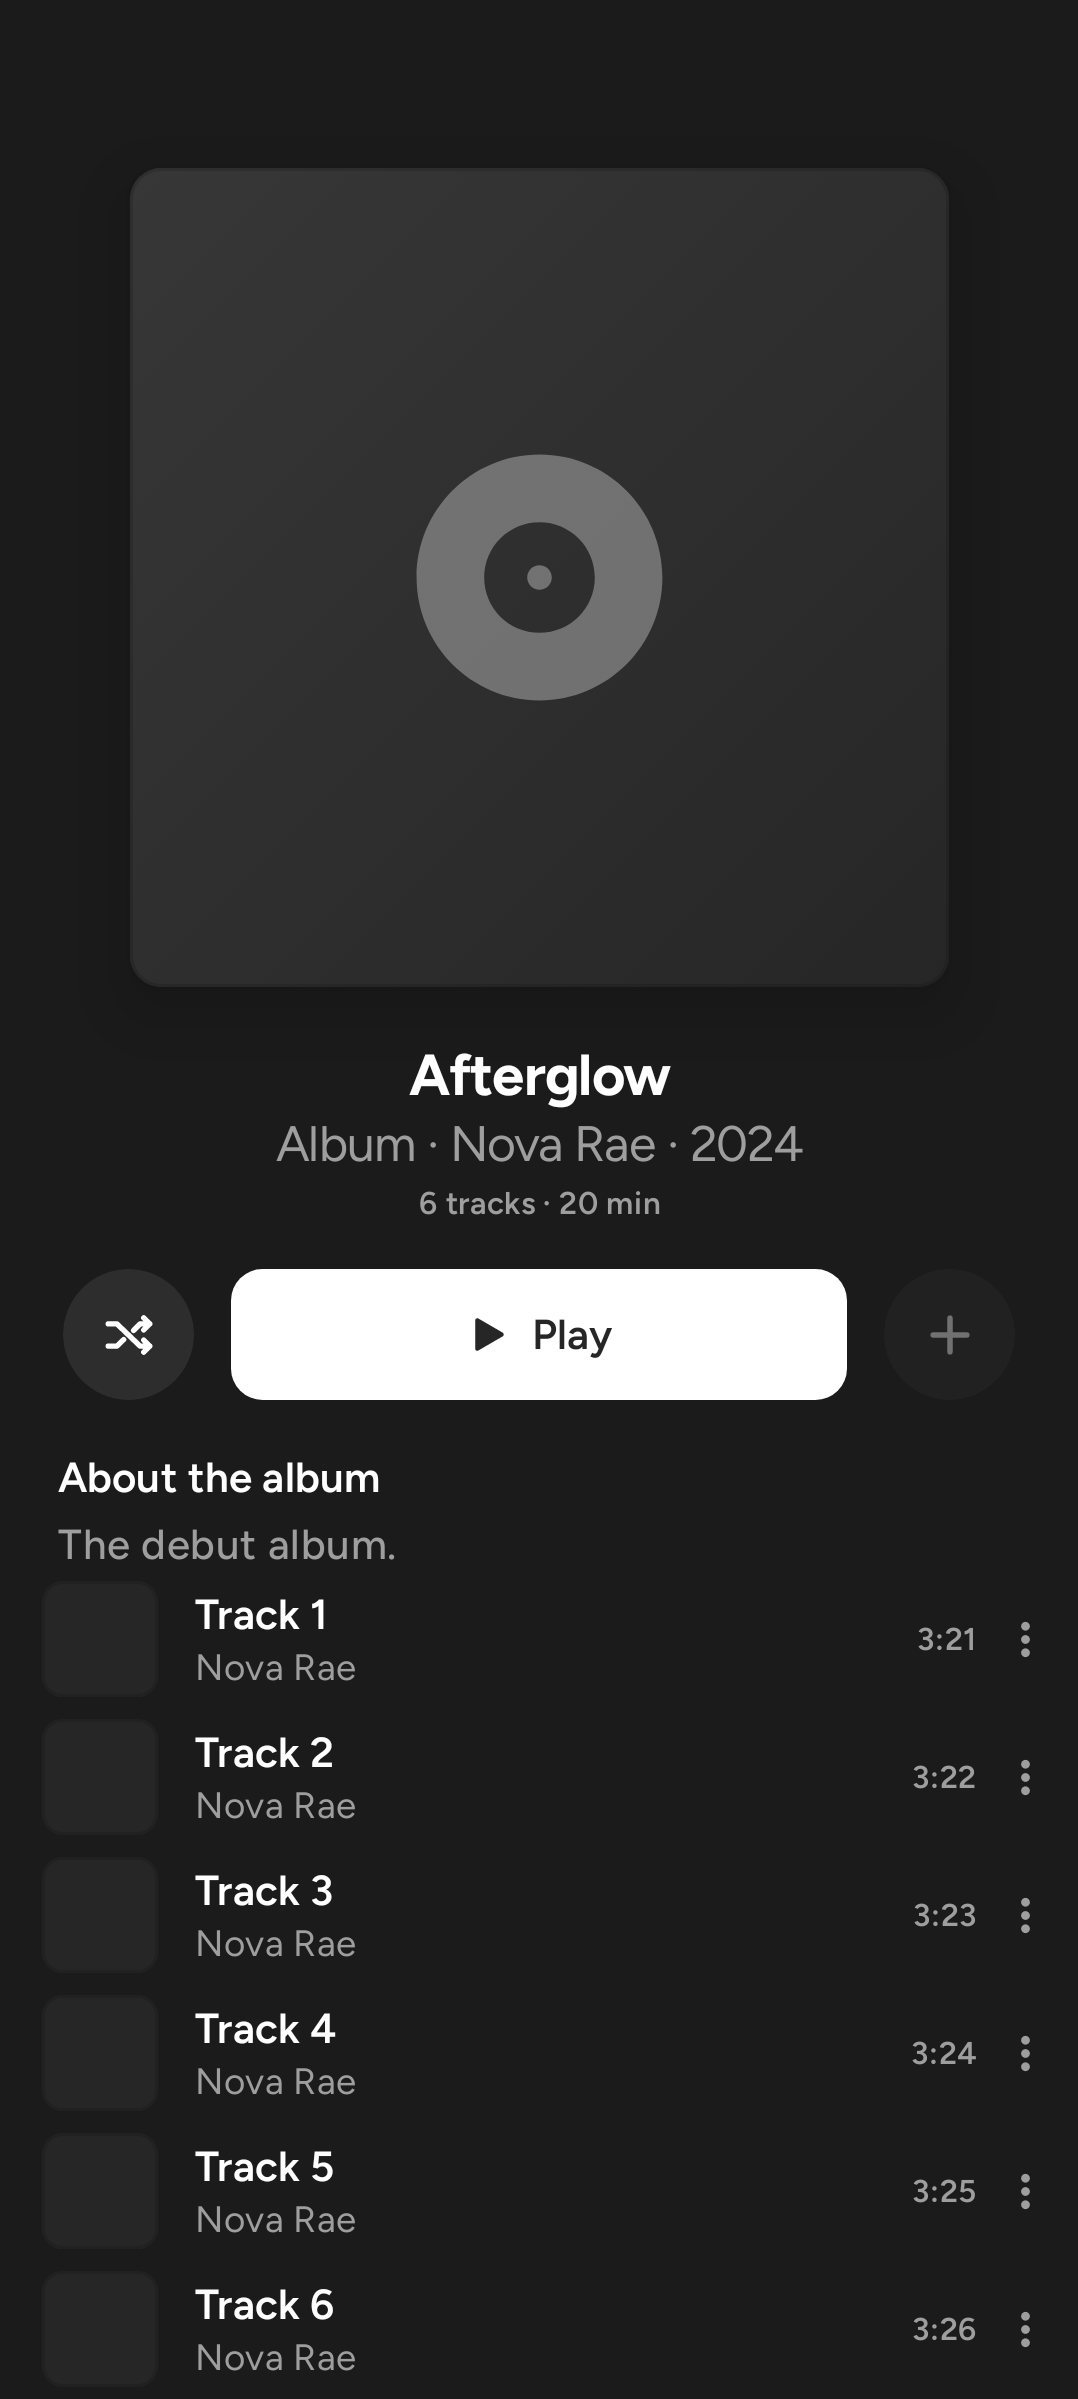 Afterglow
Album · Nova Rae · 2024
6 tracks · 20 min
Play
About the album
The debut album.
Track 1
Nova Rae
3:21
Track 2
Nova Rae
3:22
Track 3
Nova Rae
3:23
Track 4
Nova Rae
3:24
Track 5
Nova Rae
3:25
Track 6
Nova Rae
3:26